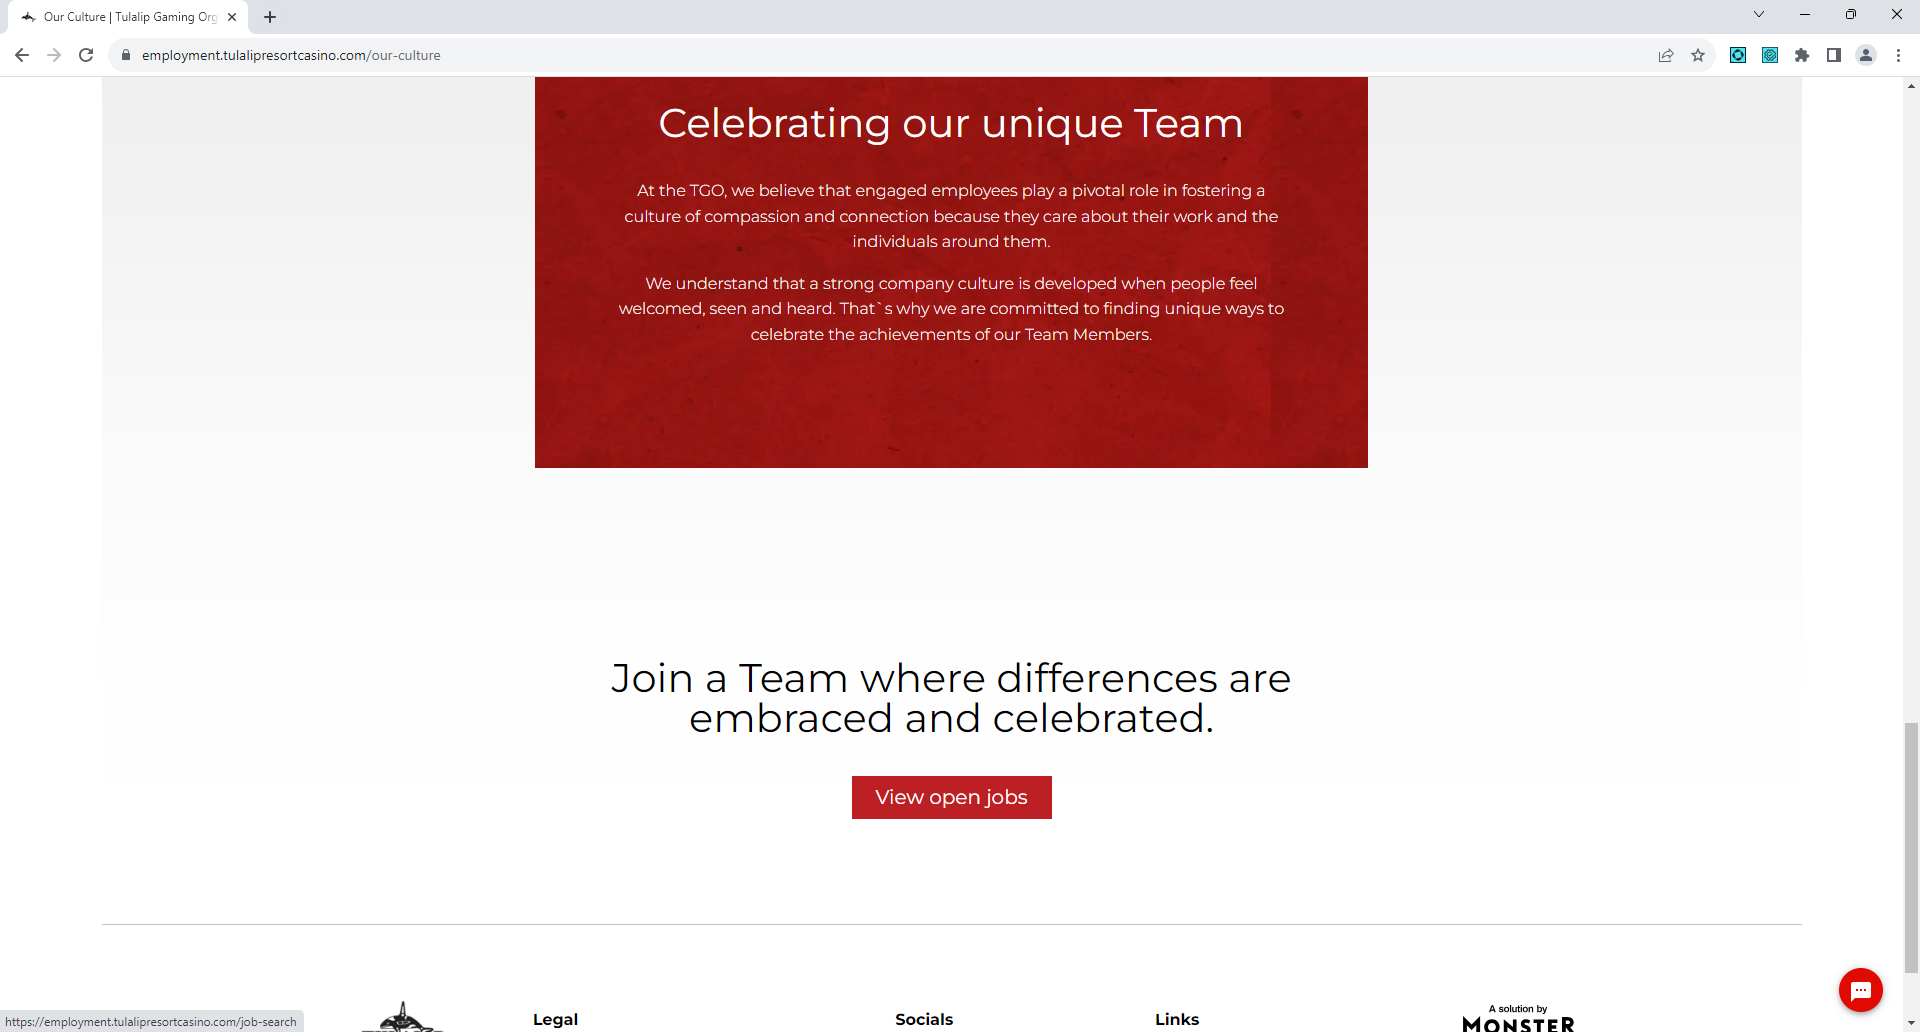 Our Culture | Tulalip Gaming Org
employment.tulalipresortcasino.com/our-culture
Celebrating our unique Team
At the TGO, we believe that engaged employees play a pivotal role in fostering a
culture of compassion and connection because they care about their work and the
individuals around them.
We understand that a strong company culture is developed when people feel
welcomed, seen and heard. That`s why we are committed to finding unique ways to
celebrate the achievements of our Team Members.
Join a Team where differences are
embraced and celebrated.
View open jobs
Legal
Socials
Links
A solution by
MONSTER
https://employment.tulalipresortcasino.com/job-search